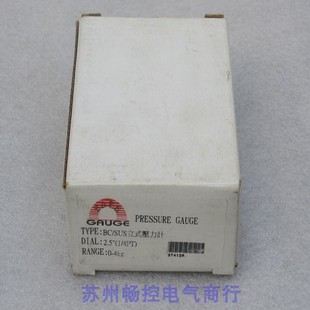 GAUGE
PRESSURE GAUGE
TYPE:BC/SUS立式壓力計
DIAL:2.5"(1/4PT)
RANGE:0-4kg
苏州畅控电气商行